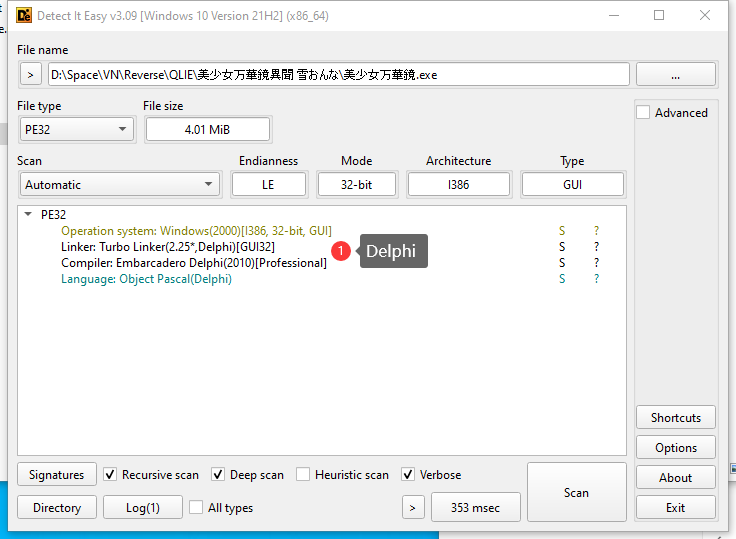 Detect It Easy v3.09 [Windows 10 Version 21H2] (x86_64)
File name
> D:\Space\VN\Reverse\QLIE\美少女万華鏡異聞 雪おんな\美少女万華鏡.exe ...
File type File size
Advanced
PE32 4.01 MiB
Scan Endianness Mode Architecture Type
Automatic LE 32-bit I386 GUI
PE32
Operation system: Windows(2000)[I386, 32-bit, GUI] S ?
Linker: Turbo Linker(2.25*,Delphi)[GUI32] S ?
1 Delphi
Compiler: Embarcadero Delphi(2010)[Professional] S ?
Language: Object Pascal(Delphi) S ?
Shortcuts
Options
Signatures Recursive scan Deep scan Heuristic scan Verbose Scan
About
Directory Log(1) All types > 353 msec
Exit